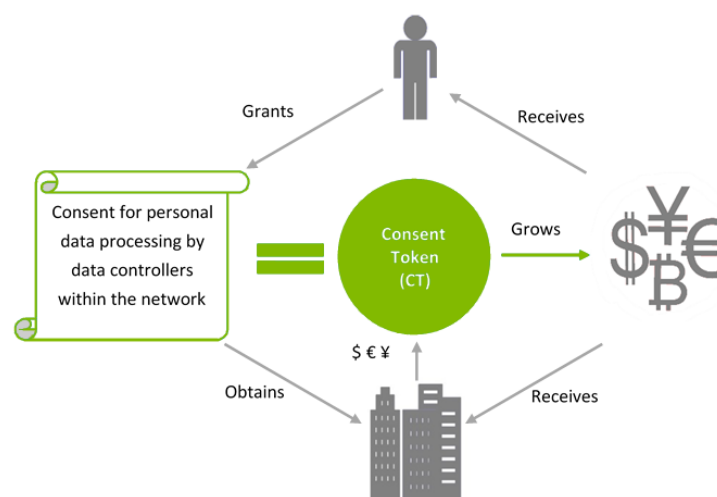 Grants
Receives
Consent for personal
data processing by
data controllers
within the network
Consent
Token
(CT)
Grows
$ ¥ € ₿
$ € ¥
Obtains
Receives